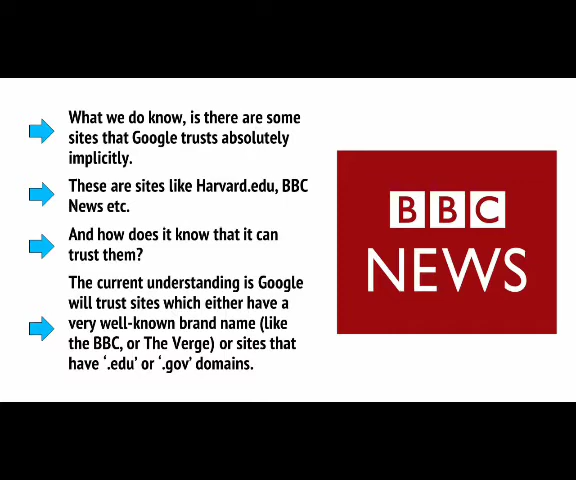 What we do know, is there are some
sites that Google trusts absolutely
implicitly.
These are sites like Harvard.edu, BBC
News etc.
And how does it know that it can
trust them?
The current understanding is Google
will trust sites which either have a
very well-known brand name (like
the BBC, or The Verge) or sites that
have ‘.edu’ or ‘.gov’ domains.
BBC
NEWS